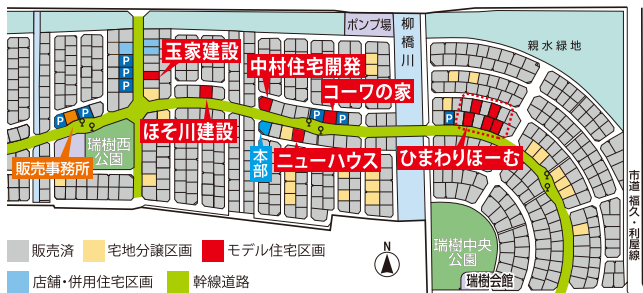 ポンプ場
柳橋川
親水緑地
玉家建設
中村住宅開発
コーワの家
P
P
P
P
P
P
P
P
ほそ川建設
本部
ニューハウス
ひまわりほーむ
販売事務所
瑞樹西
公園
市道 福久・利屋線
瑞樹中央
公園
瑞樹会館
N
販売済
宅地分譲区画
モデル住宅区画
店舗・併用住宅区画
幹線道路